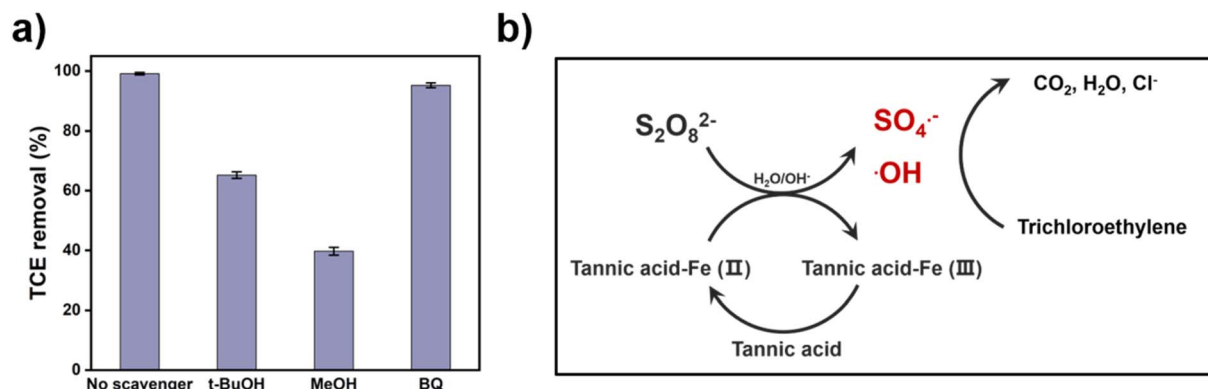 a)
TCE removal (%)
100
80
60
40
20
0
No scavenger t-BuOH MeOH BQ
b)
CO₂, H₂O, Cl⁻
S₂O₈²⁻
SO₄·⁻
·OH
H₂O/OH⁻
Trichloroethylene
Tannic acid-Fe (Ⅱ) Tannic acid-Fe (Ⅲ)
Tannic acid